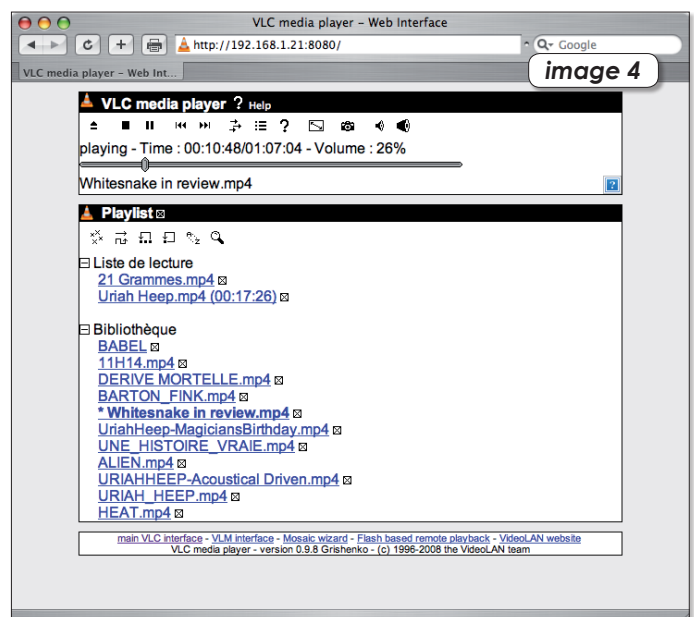 VLC media player – Web Interface
http://192.168.1.21:8080/
Google
VLC media player – Web Int...
image 4
VLC media player ? Help
playing - Time : 00:10:48/01:07:04 - Volume : 26%
Whitesnake in review.mp4
Playlist
Liste de lecture
21 Grammes.mp4
Uriah Heep.mp4 (00:17:26)
Bibliothèque
BABEL
11H14.mp4
DERIVE MORTELLE.mp4
BARTON_FINK.mp4
* Whitesnake in review.mp4
UriahHeep-MagiciansBirthday.mp4
UNE_HISTOIRE_VRAIE.mp4
ALIEN.mp4
URIAHHEEP-Acoustical Driven.mp4
URIAH_HEEP.mp4
HEAT.mp4
main VLC interface - VLM interface - Mosaic wizard - Flash based remote playback - VideoLAN website
VLC media player - version 0.9.8 Grishenko - (c) 1996-2008 the VideoLAN team